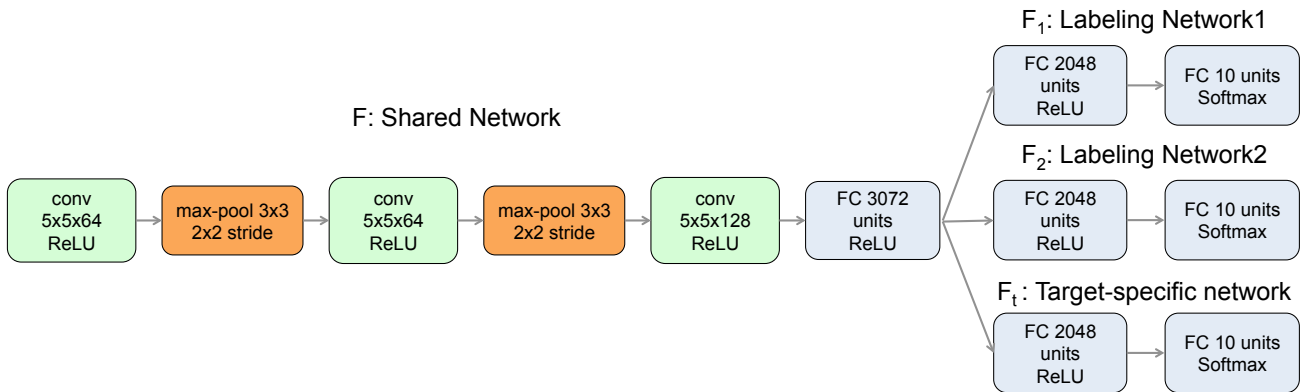 F: Shared Network
conv
5x5x64
ReLU
max-pool 3x3
2x2 stride
conv
5x5x64
ReLU
max-pool 3x3
2x2 stride
conv
5x5x128
ReLU
FC 3072
units
ReLU
F₁: Labeling Network1
FC 2048
units
ReLU
FC 10 units
Softmax
F₂: Labeling Network2
FC 2048
units
ReLU
FC 10 units
Softmax
Fₜ: Target-specific network
FC 2048
units
ReLU
FC 10 units
Softmax